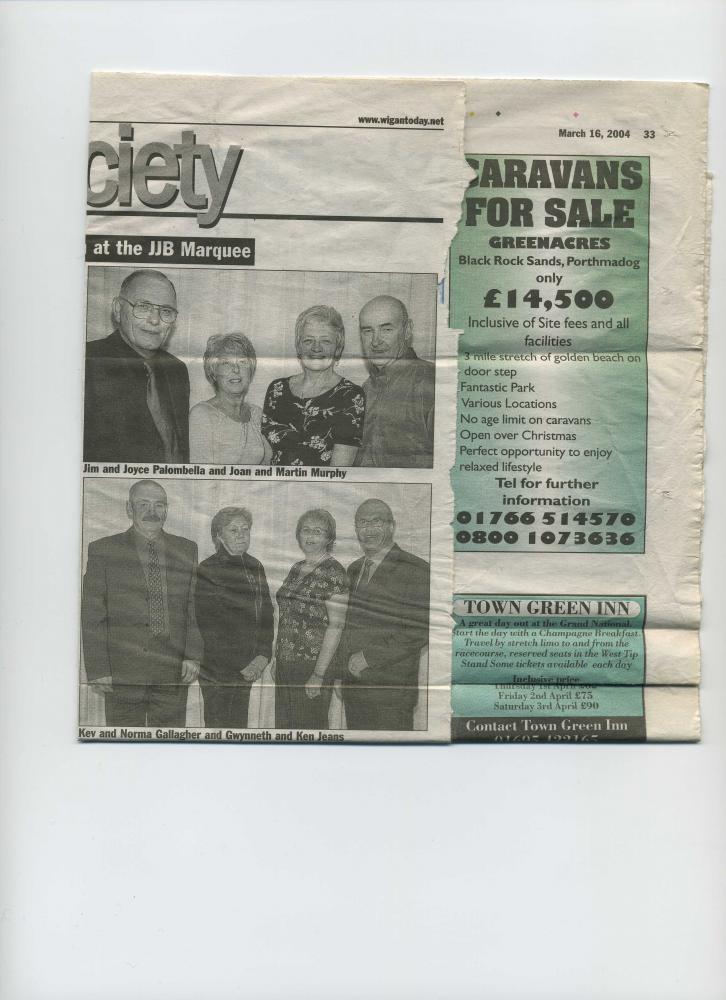 www.wigantoday.net
March 16, 2004 33
ciety
at the JJB Marquee
Jim and Joyce Palombella and Joan and Martin Murphy
Kev and Norma Gallagher and Gwynneth and Ken Jeans
CARAVANS
FOR SALE
GREENACRES
Black Rock Sands, Porthmadog
only
£14,500
Inclusive of Site fees and all
facilities
3 mile stretch of golden beach on
door step
Fantastic Park
Various Locations
No age limit on caravans
Open over Christmas
Perfect opportunity to enjoy
relaxed lifestyle
Tel for further
information
01766 514570
0800 1073636
TOWN GREEN INN
A great day out at the Grand National.
Start the day with a Champagne Breakfast.
Travel by stretch limo to and from the
racecourse, reserved seats in the West Tip
Stand Some tickets available each day
Inclusive price
Thursday 1st April
Friday 2nd April £75
Saturday 3rd April £90
Contact Town Green Inn